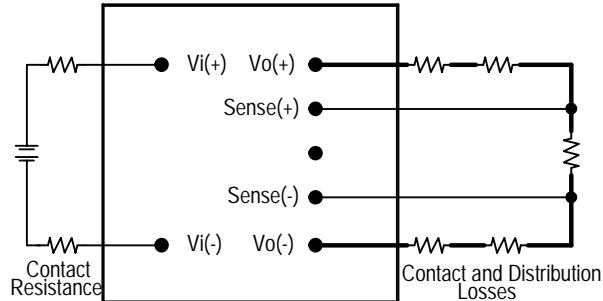 Vi(+) Vo(+)
Sense(+)
Sense(-)
Vi(-) Vo(-)
Contact
Resistance
Contact and Distribution
Losses